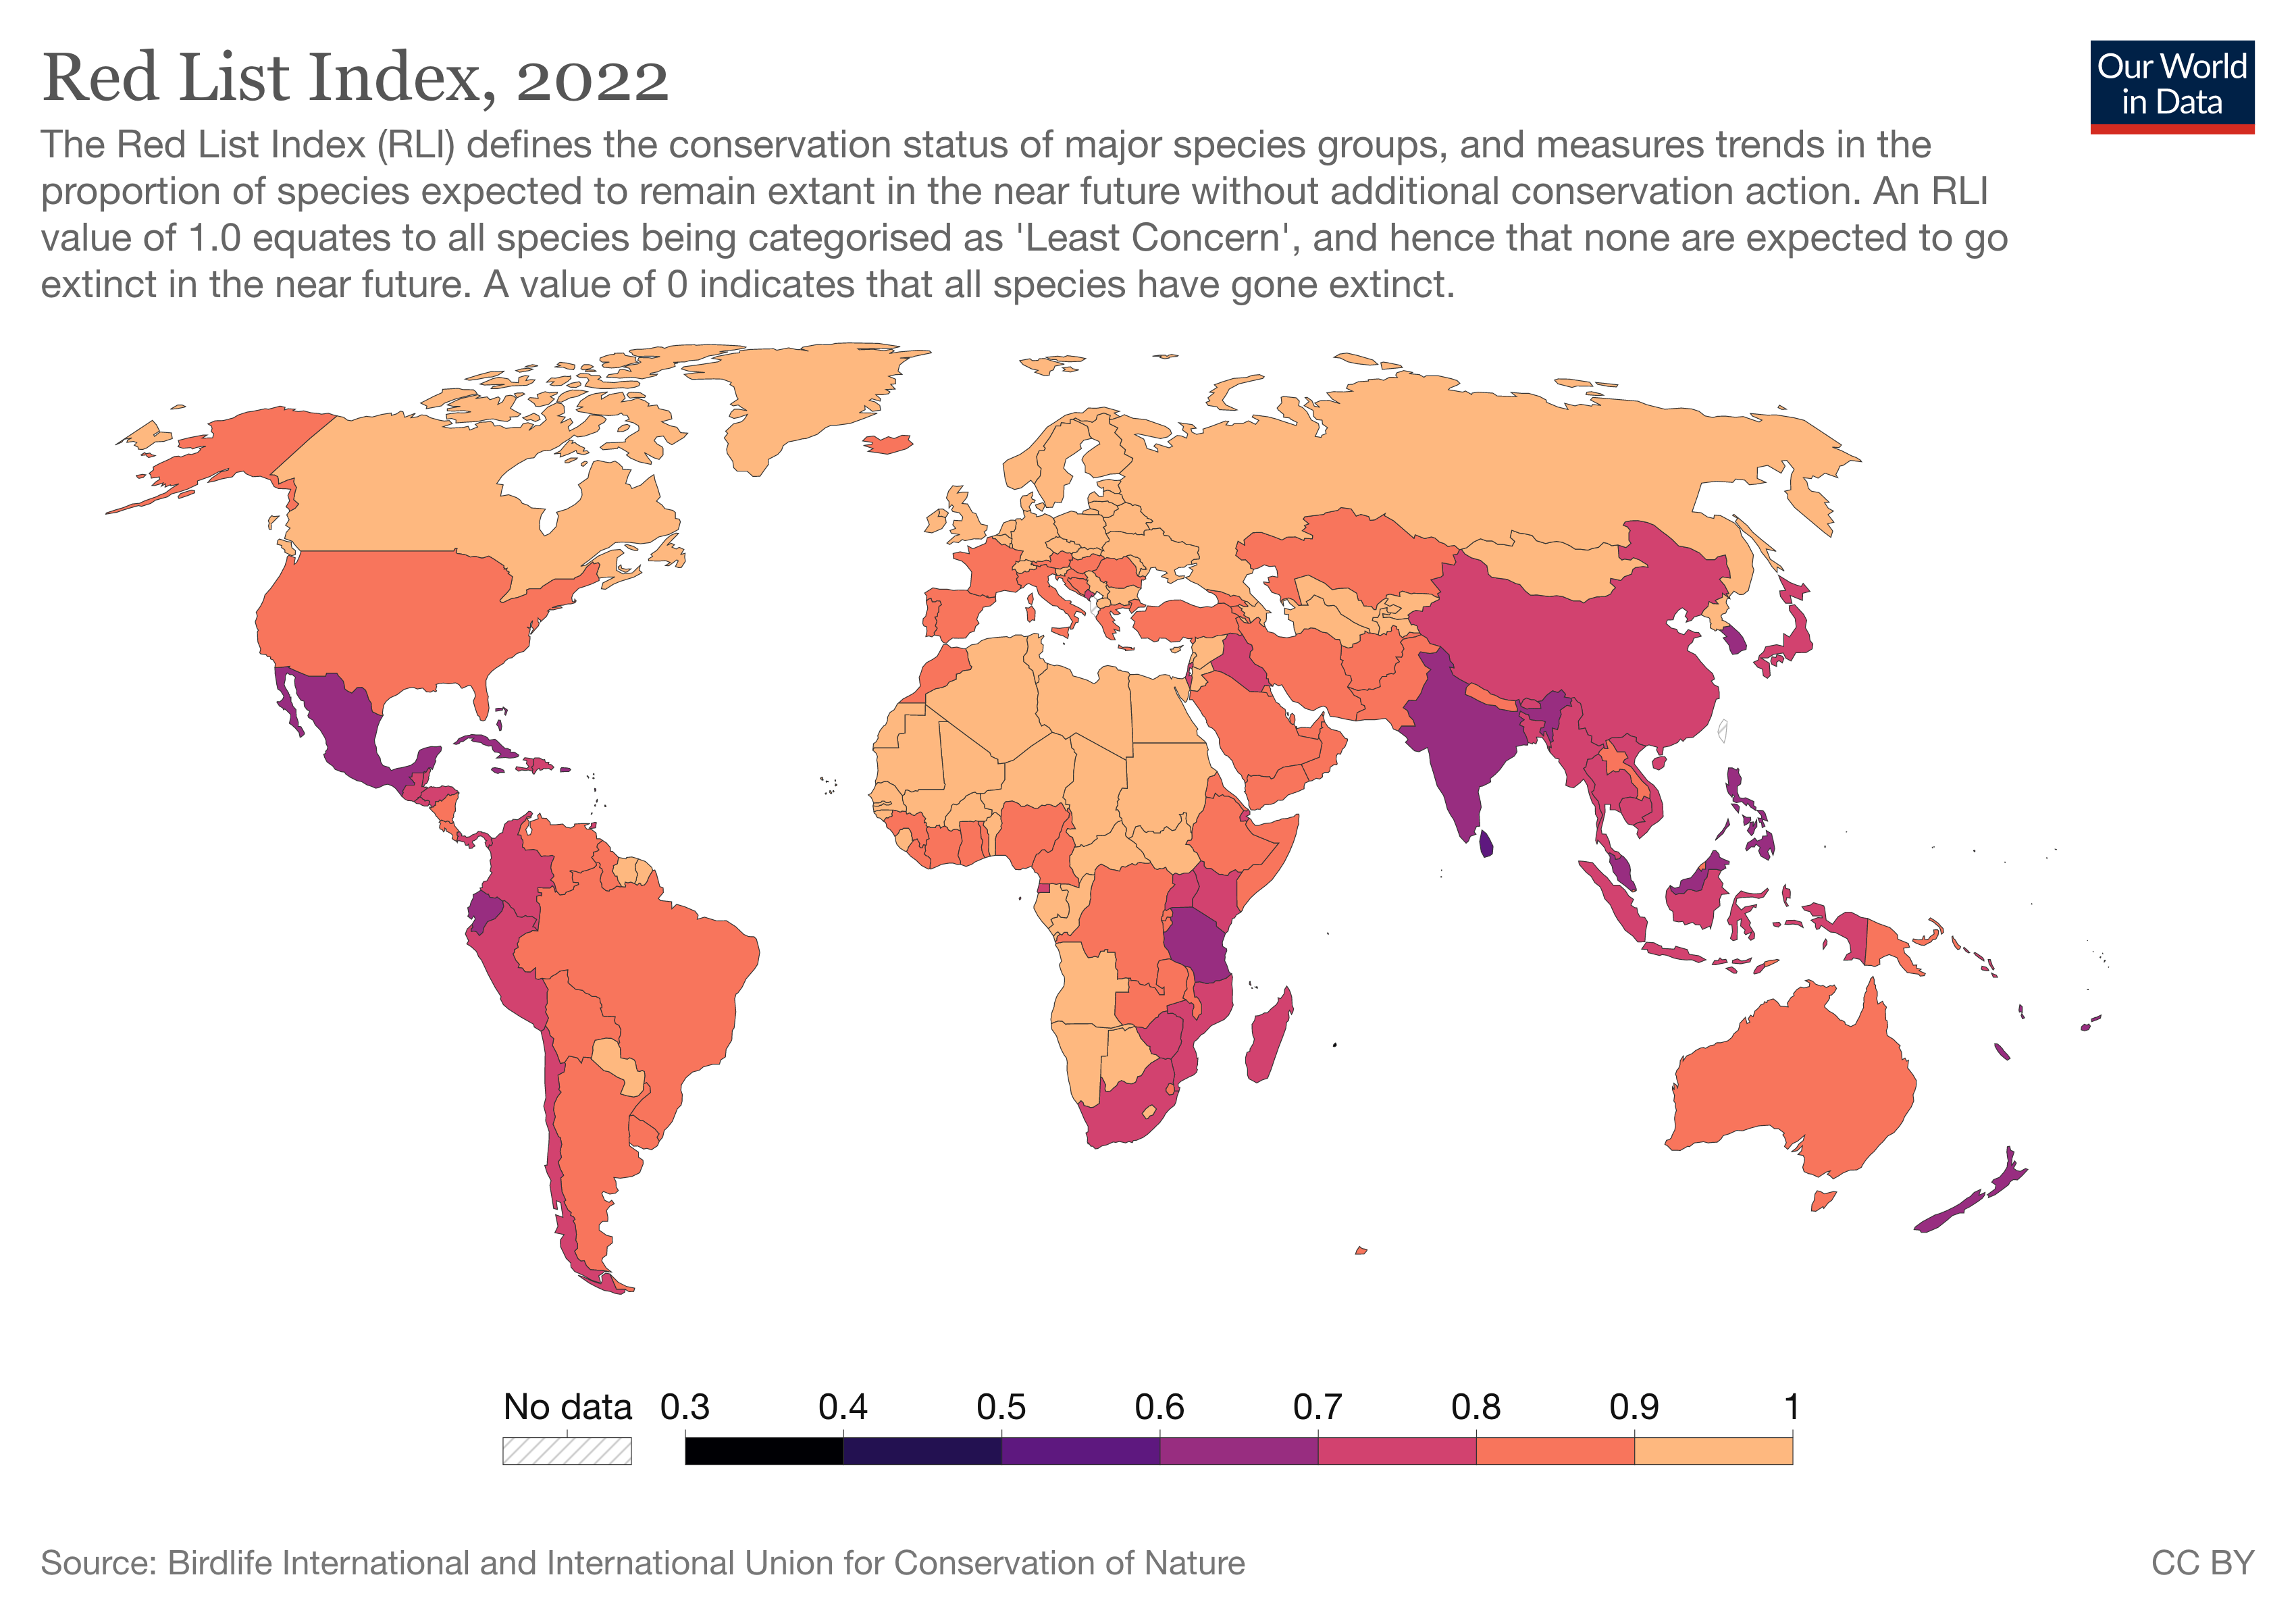 Red List Index, 2022
Our World
in Data
The Red List Index (RLI) defines the conservation status of major species groups, and measures trends in the
proportion of species expected to remain extant in the near future without additional conservation action. An RLI
value of 1.0 equates to all species being categorised as 'Least Concern', and hence that none are expected to go
extinct in the near future. A value of 0 indicates that all species have gone extinct.
No data 0.3 0.4 0.5 0.6 0.7 0.8 0.9 1
Source: Birdlife International and International Union for Conservation of Nature
CC BY